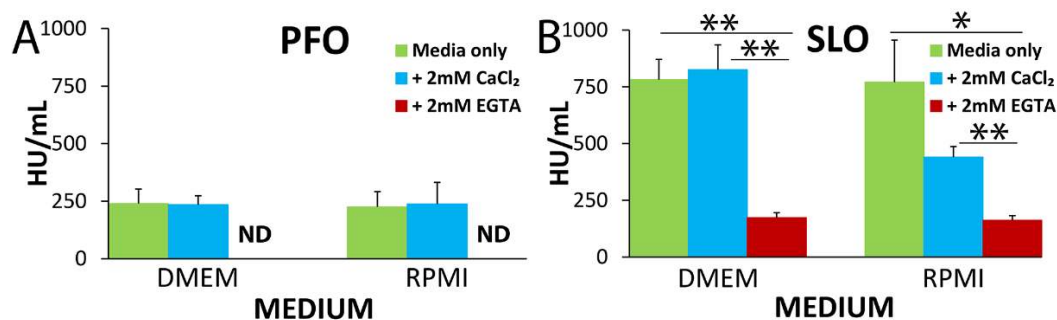 A
PFO
1000
750
500
250
0
HU/mL
Media only
+ 2mM CaCl₂
+ 2mM EGTA
ND
ND
DMEM
RPMI
MEDIUM
B
SLO
1000
750
500
250
0
HU/mL
**
**
*
**
Media only
+ 2mM CaCl₂
+ 2mM EGTA
DMEM
RPMI
MEDIUM